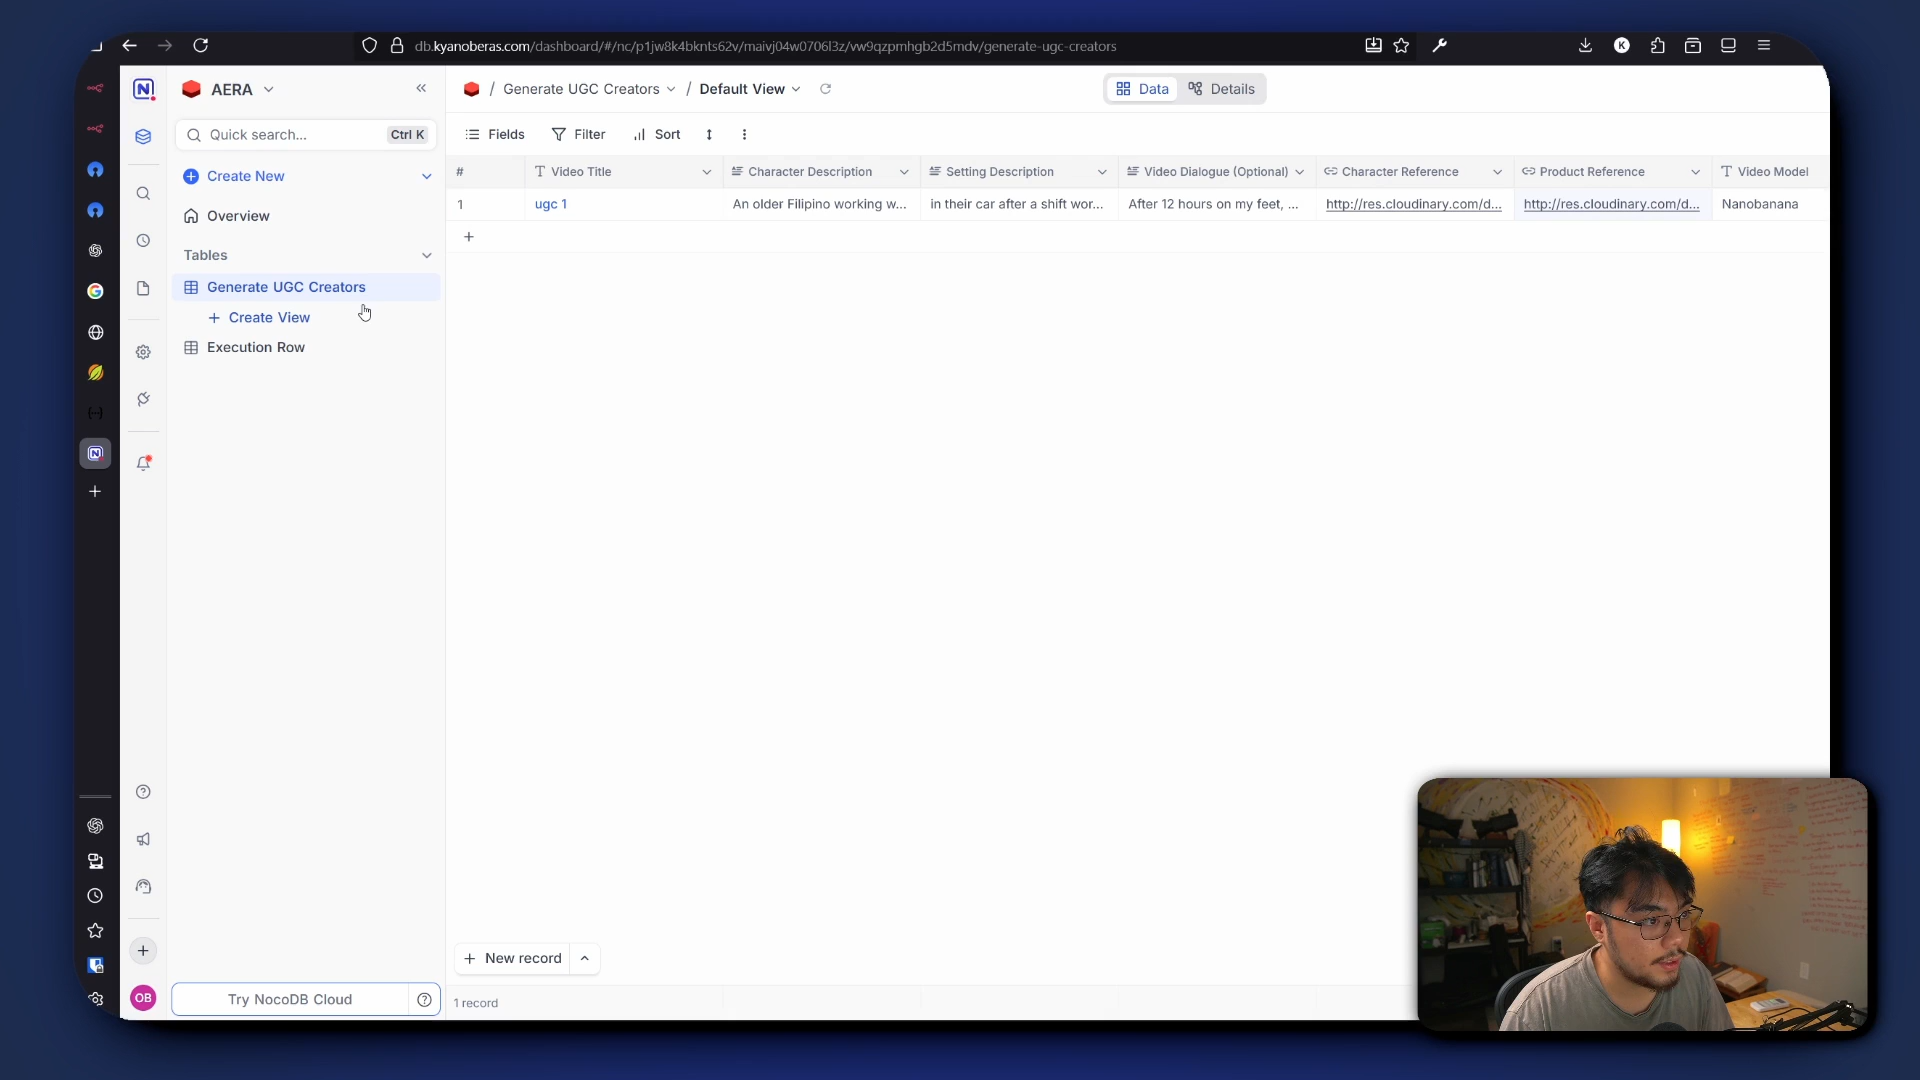 db.kyanoberas.com/dashboard/#/nc/p1jw8k4bknts62v/maivj04w0706l3z/vw9qzpmhgb2d5mdv/generate-ugc-creators
K
N
AERA
/ Generate UGC Creators / Default View
Data
Details
Quick search...
Ctrl K
Fields
Filter
Sort
Create New
# Video Title Character Description Setting Description Video Dialogue (Optional) Character Reference Product Reference Video Model
1 ugc 1 An older Filipino working w... in their car after a shift wor... After 12 hours on my feet, ... http://res.cloudinary.com/d... http://res.cloudinary.com/d... Nanobanana
Overview
Tables
Generate UGC Creators
+ Create View
Execution Row
N
+ New record
OB
Try NocoDB Cloud
1 record